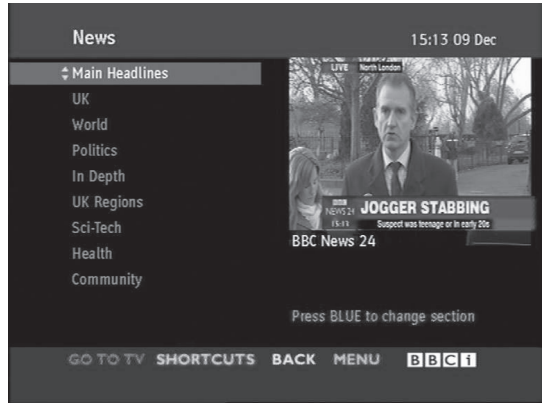 News
15:13 09 Dec
Main Headlines
UK
World
Politics
In Depth
UK Regions
Sci-Tech
Health
Community
LIVE North London
BBC
NEWS 24
15:13
JOGGER STABBING
Suspect was teenage or in early 20s
BBC News 24
Press BLUE to change section
GO TO TV SHORTCUTS BACK MENU BBCi